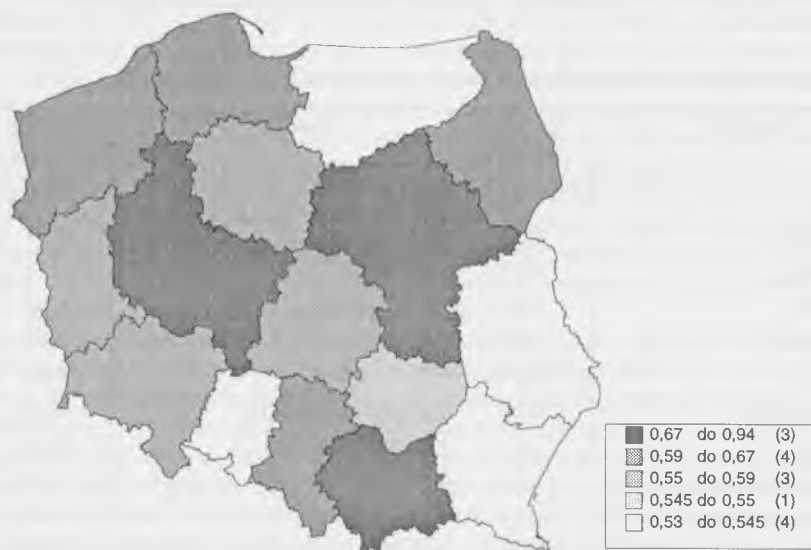 0,67 do 0,94 (3)
0,59 do 0,67 (4)
0,55 do 0,59 (3)
0,545 do 0,55 (1)
0,53 do 0,545 (4)